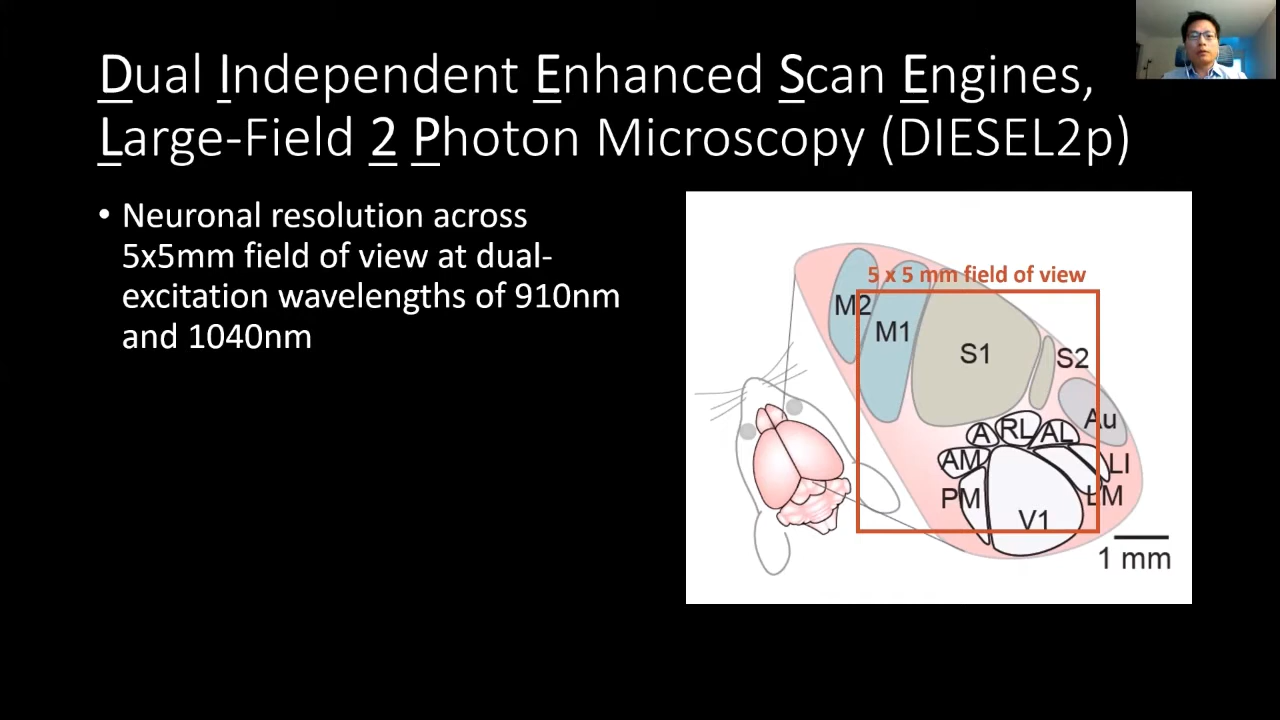 Dual Independent Enhanced Scan Engines,
Large-Field 2 Photon Microscopy (DIESEL2p)
• Neuronal resolution across
5x5mm field of view at dual-
excitation wavelengths of 910nm
and 1040nm
5 x 5 mm field of view
M2
M1
S1
S2
Au
A
RL
AL
AM
LI
PM
LM
V1
1 mm